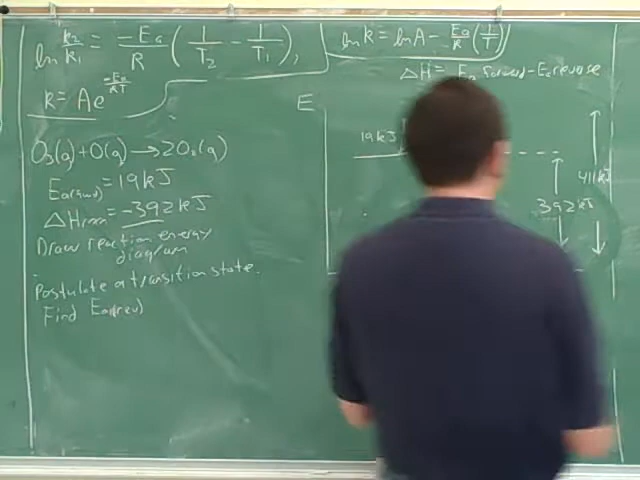 ln k2/k1 = -Ea/R (1/T2 - 1/T1),
ln k = ln A - Ea/R (1/T)
ΔH = Ea forward - Ea reverse
k = Ae^(-Ea/RT)
E
O3(g) + O(g) → 2O2(g)
Ea(fwd) = 19 kJ
ΔHrxn = -392 kJ
Draw reaction energy
diagram
Postulate a transition state.
Find Ea(rev)
19 kJ
411 kJ
392 kJ